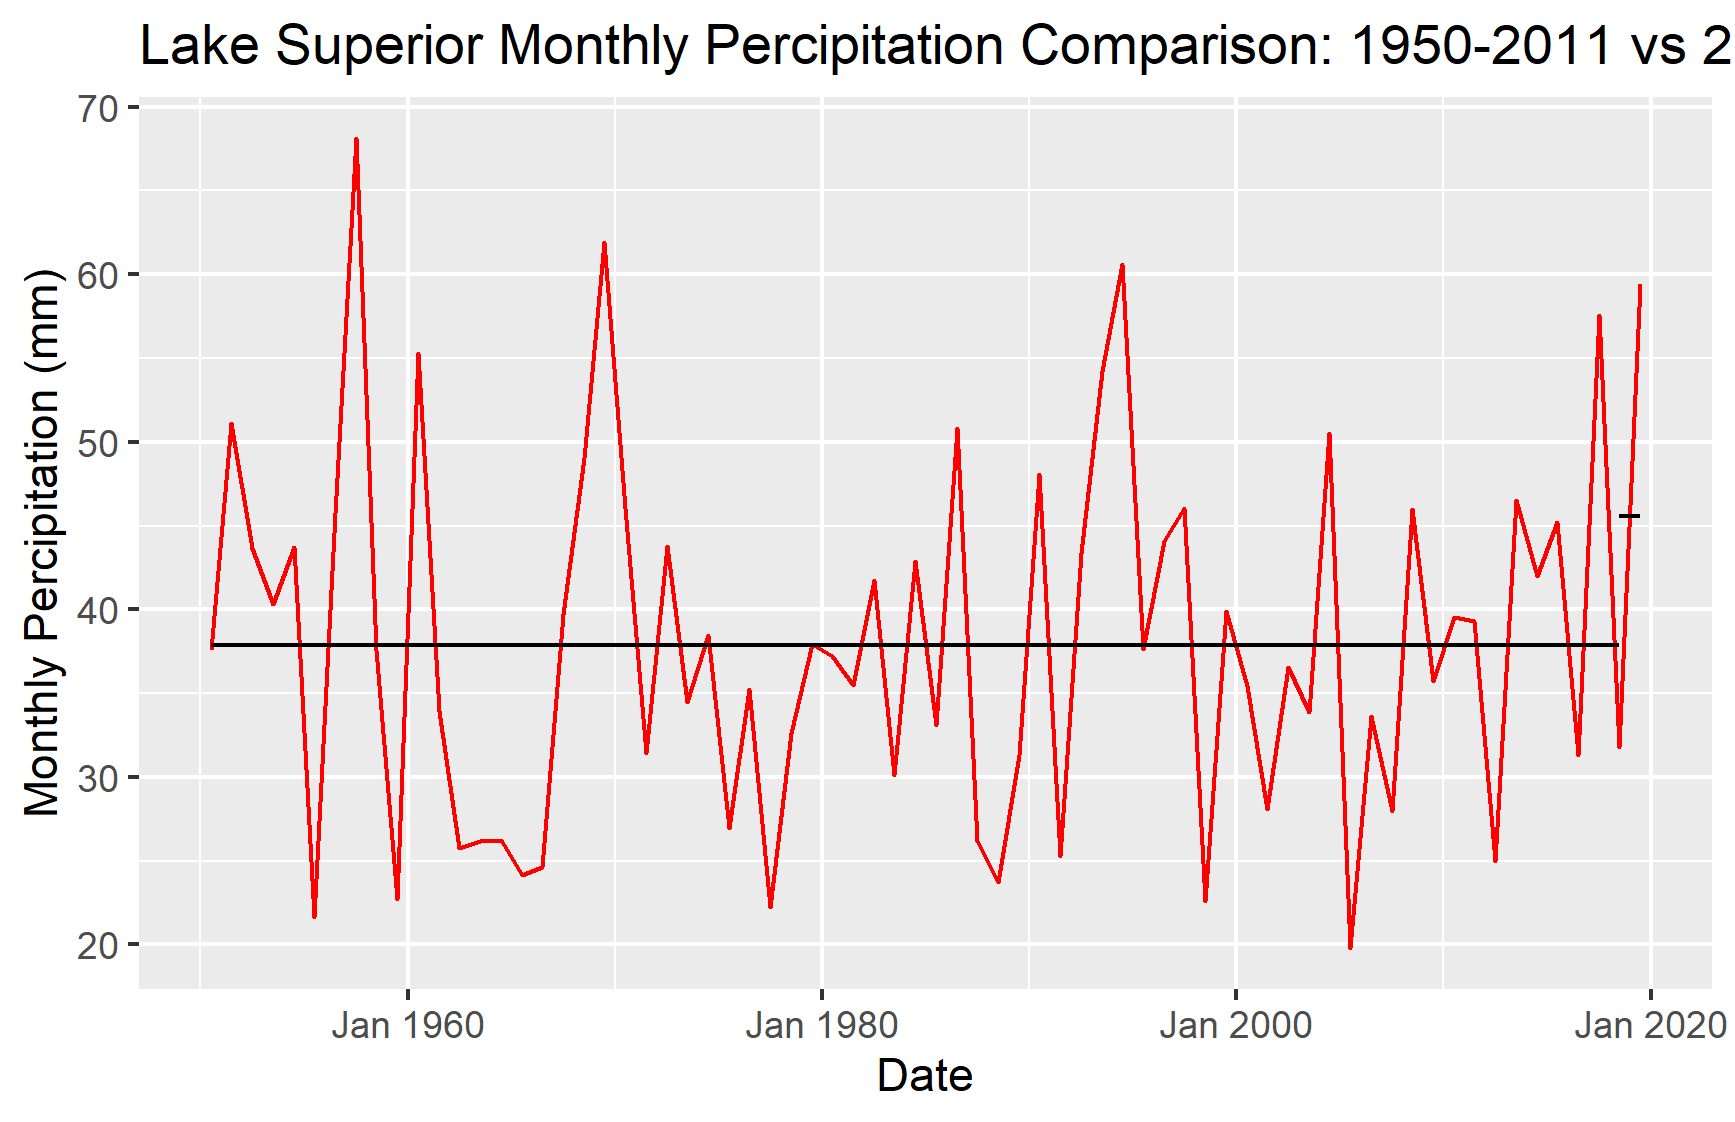 Lake Superior Monthly Percipitation Comparison: 1950-2011 vs 2
70
60
50
40
30
20
Monthly Percipitation (mm)
Jan 1960 Jan 1980 Jan 2000 Jan 2020
Date